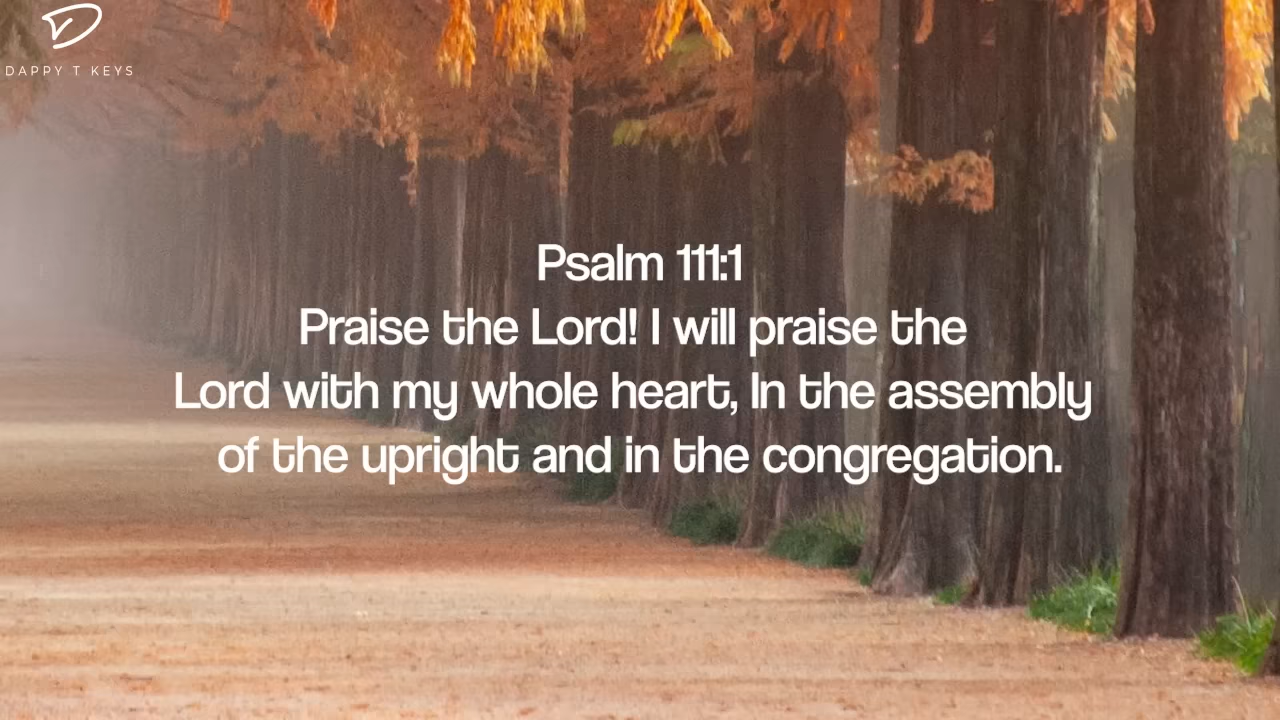 DAPPY T KEYS
Psalm 111:1
Praise the Lord! I will praise the
Lord with my whole heart, In the assembly
of the upright and in the congregation.